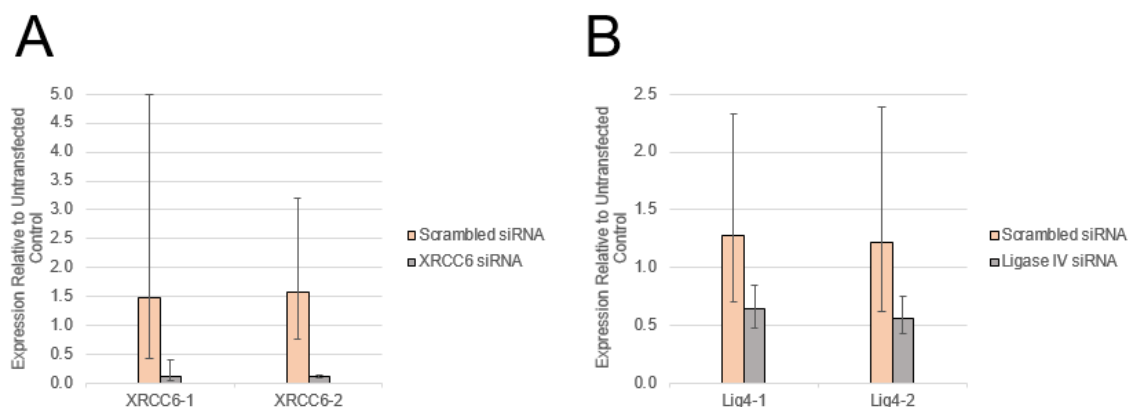 A
Expression Relative to Untransfected
Control
5.0
4.5
4.0
3.5
3.0
2.5
2.0
1.5
1.0
0.5
0.0
XRCC6-1
XRCC6-2
Scrambled siRNA
XRCC6 siRNA
B
Expression Relative to Untransfected
Control
2.5
2.0
1.5
1.0
0.5
0.0
Lig4-1
Lig4-2
Scrambled siRNA
Ligase IV siRNA